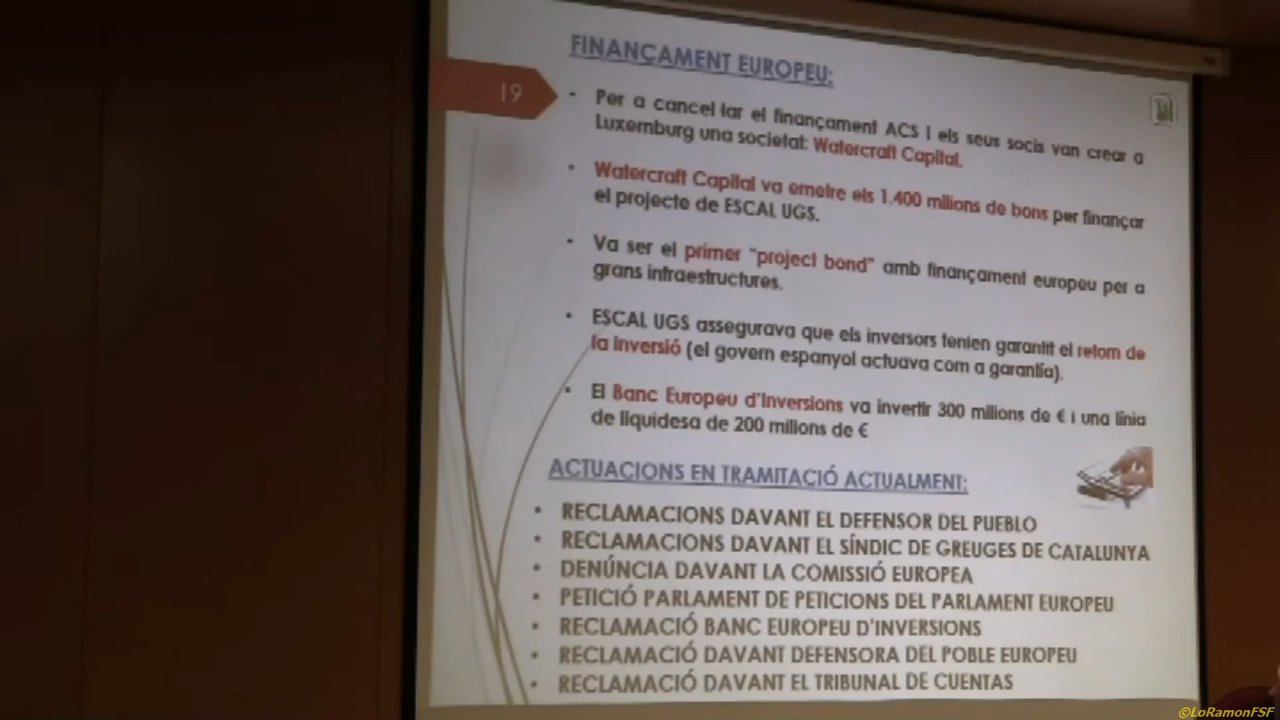 FINANÇAMENT EUROPEU:
19
• Per a cancel·lar el finançament ACS i els seus socis van crear a
Luxemburg una societat: Watercraft Capital.
• Watercraft Capital va emetre els 1.400 milions de bons per finançar
el projecte de ESCAL UGS.
• Va ser el primer "project bond" amb finançament europeu per a
grans infraestructures.
• ESCAL UGS assegurava que els inversors tenien garantit el retorn de
la inversió (el govern espanyol actuava com a garantía).
• El Banc Europeu d'Inversions va invertir 300 milions de € i una línia
de liquidesa de 200 milions de €
ACTUACIONS EN TRAMITACIÓ ACTUALMENT:
• RECLAMACIONS DAVANT EL DEFENSOR DEL PUEBLO
• RECLAMACIONS DAVANT EL SÍNDIC DE GREUGES DE CATALUNYA
• DENÚNCIA DAVANT LA COMISSIÓ EUROPEA
• PETICIÓ PARLAMENT DE PETICIONS DEL PARLAMENT EUROPEU
• RECLAMACIÓ BANC EUROPEU D'INVERSIONS
• RECLAMACIÓ DAVANT DEFENSORA DEL POBLE EUROPEU
• RECLAMACIÓ DAVANT EL TRIBUNAL DE CUENTAS
©LoRamonFSF